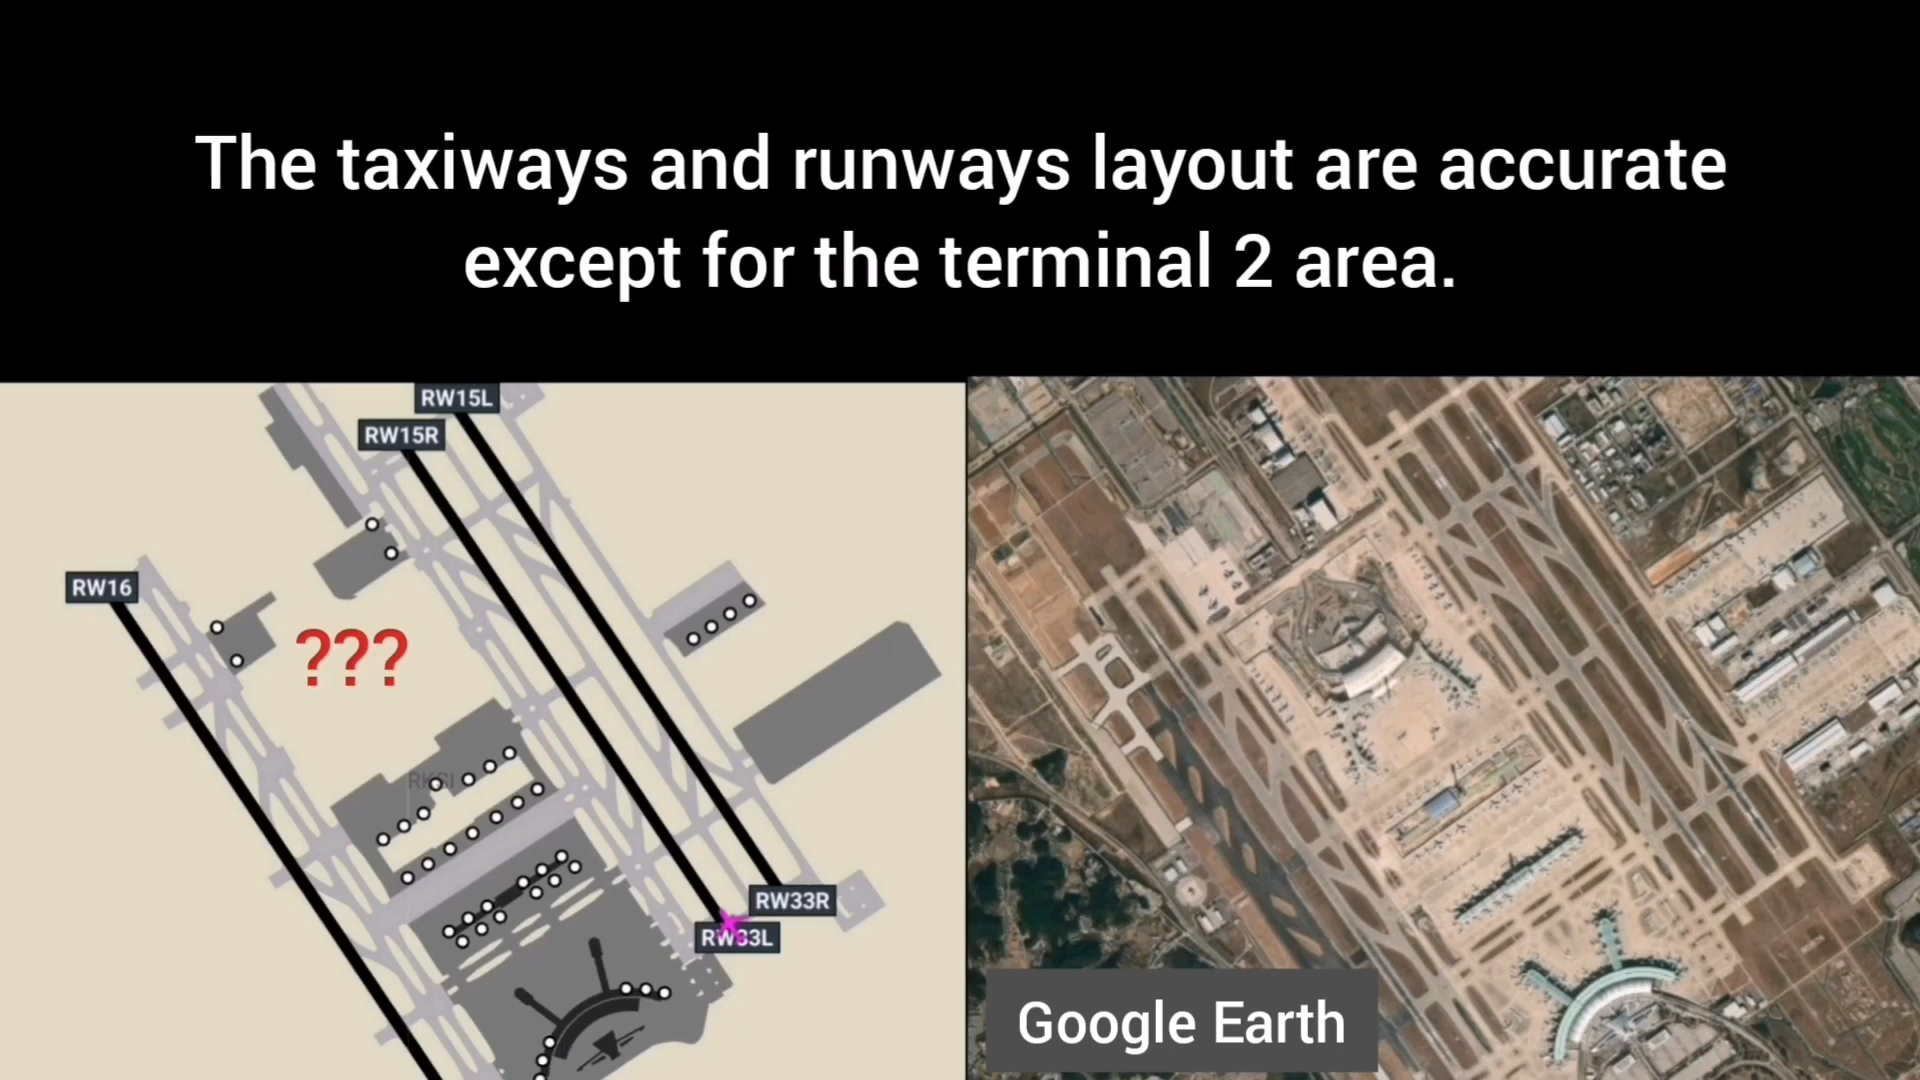 The taxiways and runways layout are accurate
except for the terminal 2 area.
RW15L
RW15R
RW16
???
RKSI
RW33R
RW33L
Google Earth